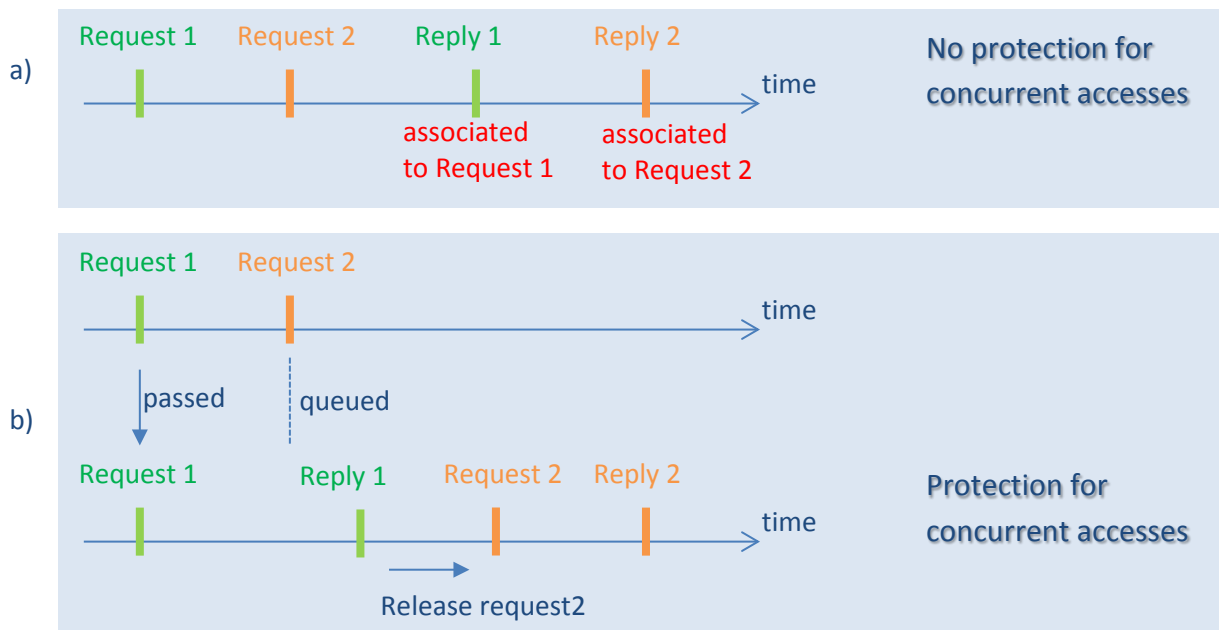 Request 1 Request 2 Reply 1 Reply 2
No protection for
concurrent accesses
a)
time
associated
to Request 1
associated
to Request 2
Request 1 Request 2
time
b)
passed
queued
Request 1 Reply 1 Request 2 Reply 2
Protection for
concurrent accesses
time
Release request2